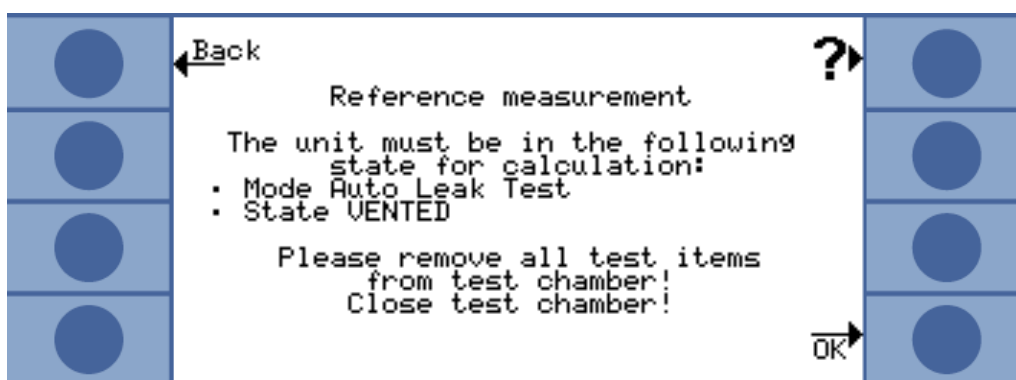 Back
?
Reference measurement
The unit must be in the following
state for calculation:
· Mode Auto Leak Test
· State VENTED
Please remove all test items
from test chamber!
Close test chamber!
OK